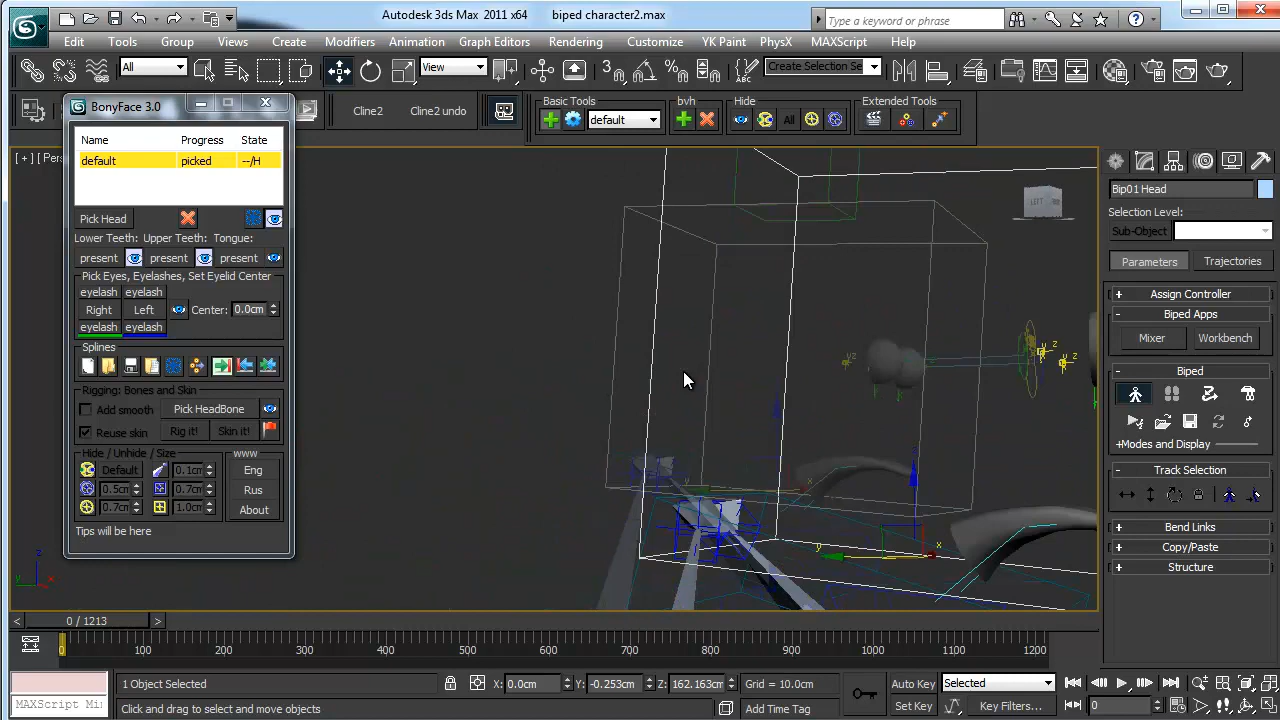 Autodesk 3ds Max 2011 x64 biped character2.max
Type a keyword or phrase
Edit Tools Group Views Create Modifiers Animation Graph Editors Rendering Customize YK Paint PhysX MAXScript Help
All View 3.0 Create Selection Se
BonyFace 3.0
Cline2 Cline2 undo
Basic Tools bvh Hide Extended Tools
default All
Name Progress State
default picked --/H
Pick Head
Lower Teeth: Upper Teeth: Tongue:
present present present
Pick Eyes, Eyelashes, Set Eyelid Center
eyelash eyelash
Right Left Center: 0.0cm
eyelash eyelash
Splines
Rigging: Bones and Skin
Add smooth Pick HeadBone
Reuse skin Rig it! Skin it!
Hide / Unhide / Size www
Default 0.1cm Eng
0.5cm 0.7cm Rus
0.7cm 1.0cm About
Tips will be here
[ + ] [ Pers
LEFT
Bip01 Head
Selection Level:
Sub-Object
Parameters Trajectories
+ Assign Controller
- Biped Apps
Mixer Workbench
- Biped
+Modes and Display
- Track Selection
+ Bend Links
+ Copy/Paste
+ Structure
< 0 / 1213 >
0 100 200 300 400 500 600 700 800 900 1000 1100 1200
1 Object Selected X: 0.0cm Y: -0.253cm Z: 162.163cm Grid = 10.0cm Auto Key Selected
MAXScript Mi Click and drag to select and move objects Add Time Tag Set Key Key Filters... 0